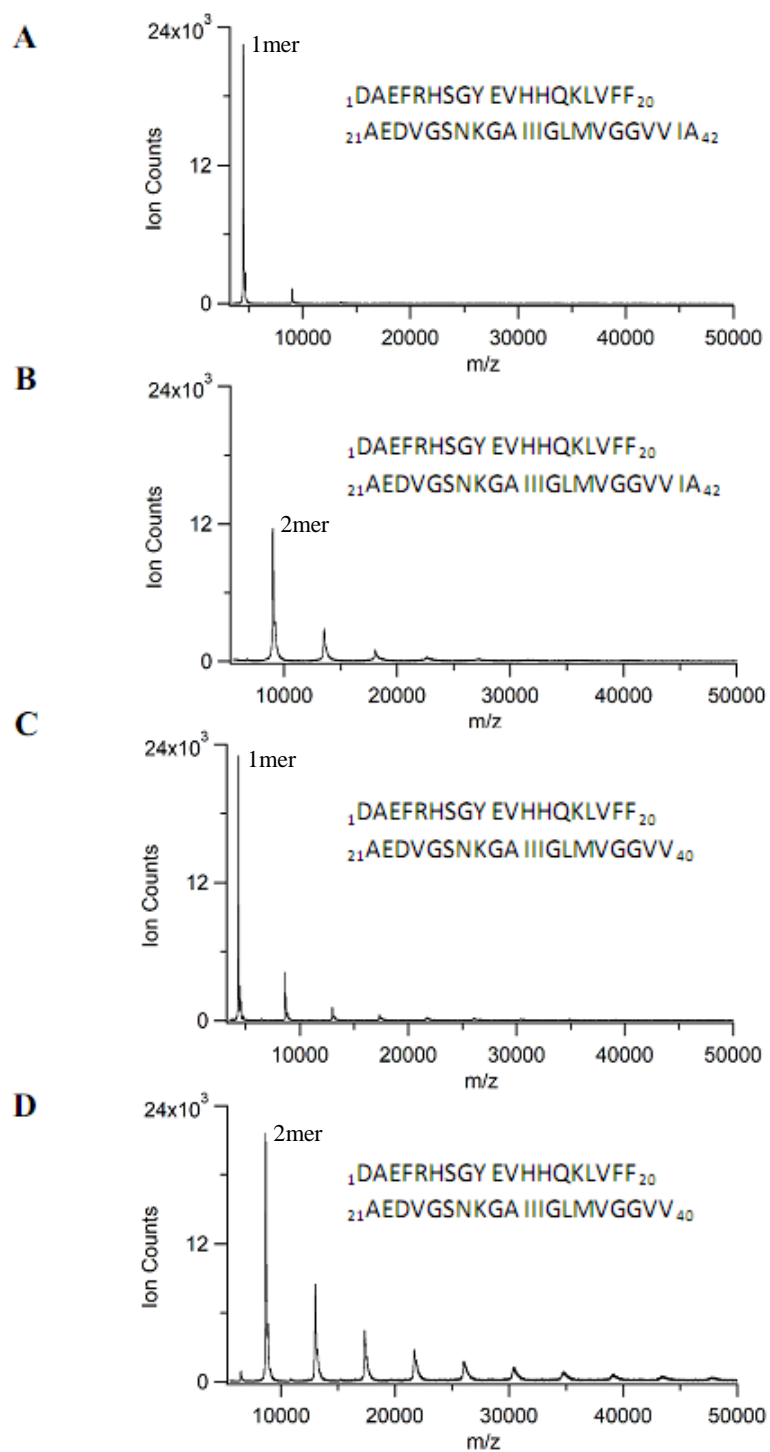 A
24x10³
1mer
₁DAEFRHSGY EVHHQKLVFF₂₀
₂₁AEDVGSNKGA IIIGLMVGGVV IA₄₂
Ion Counts
12
0
10000 20000 30000 40000 50000
m/z
B
24x10³
₁DAEFRHSGY EVHHQKLVFF₂₀
₂₁AEDVGSNKGA IIIGLMVGGVV IA₄₂
2mer
Ion Counts
12
0
10000 20000 30000 40000 50000
m/z
C
24x10³
1mer
₁DAEFRHSGY EVHHQKLVFF₂₀
₂₁AEDVGSNKGA IIIGLMVGGVV₄₀
Ion Counts
12
0
10000 20000 30000 40000 50000
m/z
D
24x10³
2mer
₁DAEFRHSGY EVHHQKLVFF₂₀
₂₁AEDVGSNKGA IIIGLMVGGVV₄₀
Ion Counts
12
0
10000 20000 30000 40000 50000
m/z